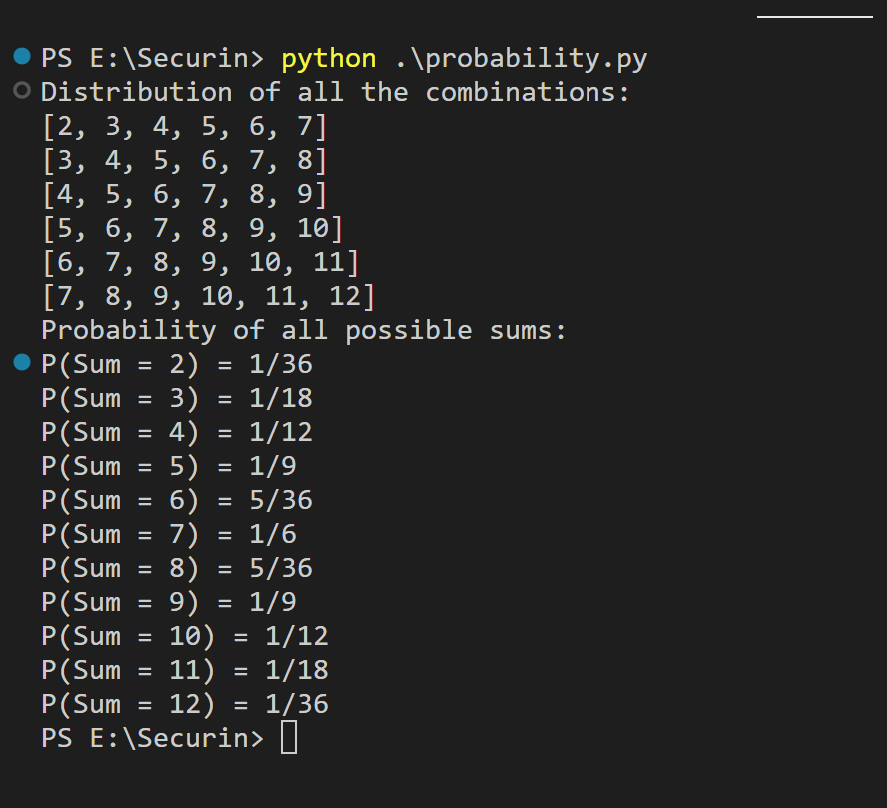 PS E:\Securin> python .\probability.py
Distribution of all the combinations:
[2, 3, 4, 5, 6, 7]
[3, 4, 5, 6, 7, 8]
[4, 5, 6, 7, 8, 9]
[5, 6, 7, 8, 9, 10]
[6, 7, 8, 9, 10, 11]
[7, 8, 9, 10, 11, 12]
Probability of all possible sums:
P(Sum = 2) = 1/36
P(Sum = 3) = 1/18
P(Sum = 4) = 1/12
P(Sum = 5) = 1/9
P(Sum = 6) = 5/36
P(Sum = 7) = 1/6
P(Sum = 8) = 5/36
P(Sum = 9) = 1/9
P(Sum = 10) = 1/12
P(Sum = 11) = 1/18
P(Sum = 12) = 1/36
PS E:\Securin>